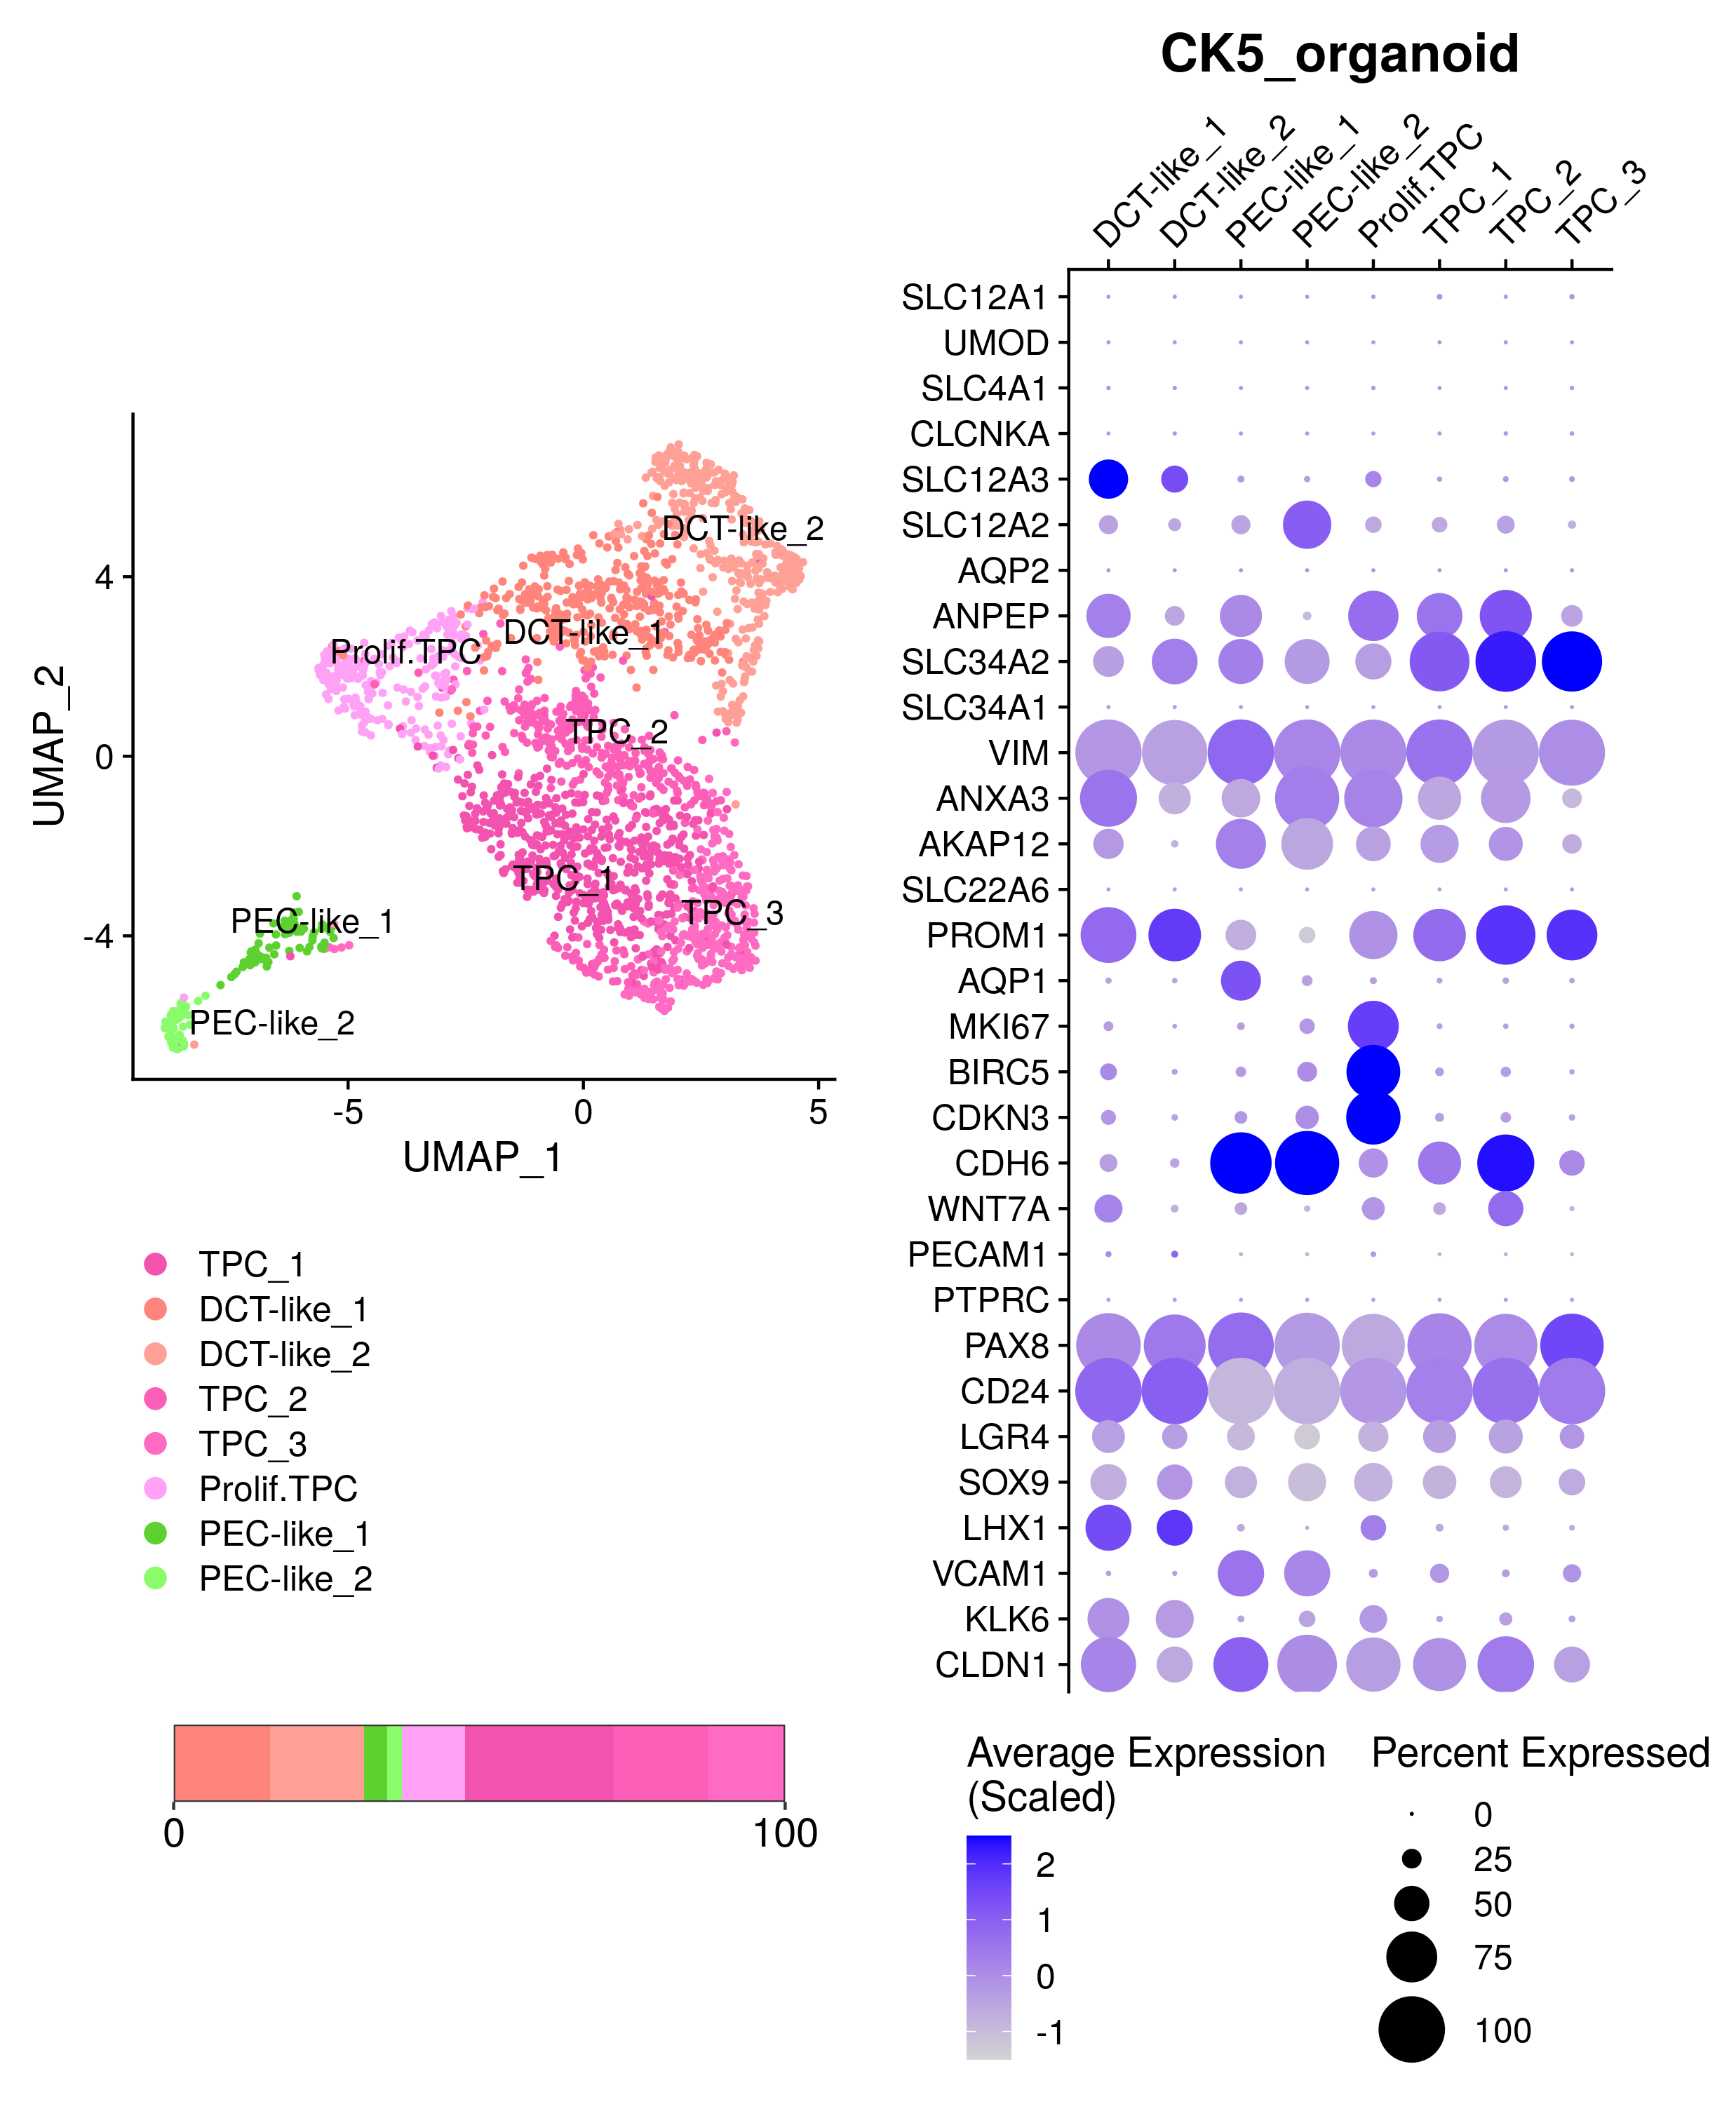 CK5_organoid
DCT-like_1
DCT-like_2
PEC-like_1
PEC-like_2
Prolif.TPC
TPC_1
TPC_2
TPC_3
SLC12A1
UMOD
SLC4A1
CLCNKA
SLC12A3
SLC12A2
AQP2
ANPEP
SLC34A2
SLC34A1
VIM
ANXA3
AKAP12
SLC22A6
PROM1
AQP1
MKI67
BIRC5
CDKN3
CDH6
WNT7A
PECAM1
PTPRC
PAX8
CD24
LGR4
SOX9
LHX1
VCAM1
KLK6
CLDN1
UMAP_2
4
0
-4
DCT-like_2
DCT-like_1
Prolif.TPC
TPC_2
TPC_1
TPC_3
PEC-like_1
PEC-like_2
-5
0
5
UMAP_1
TPC_1
DCT-like_1
DCT-like_2
TPC_2
TPC_3
Prolif.TPC
PEC-like_1
PEC-like_2
0
100
Average Expression
(Scaled)
2
1
0
-1
Percent Expressed
0
25
50
75
100